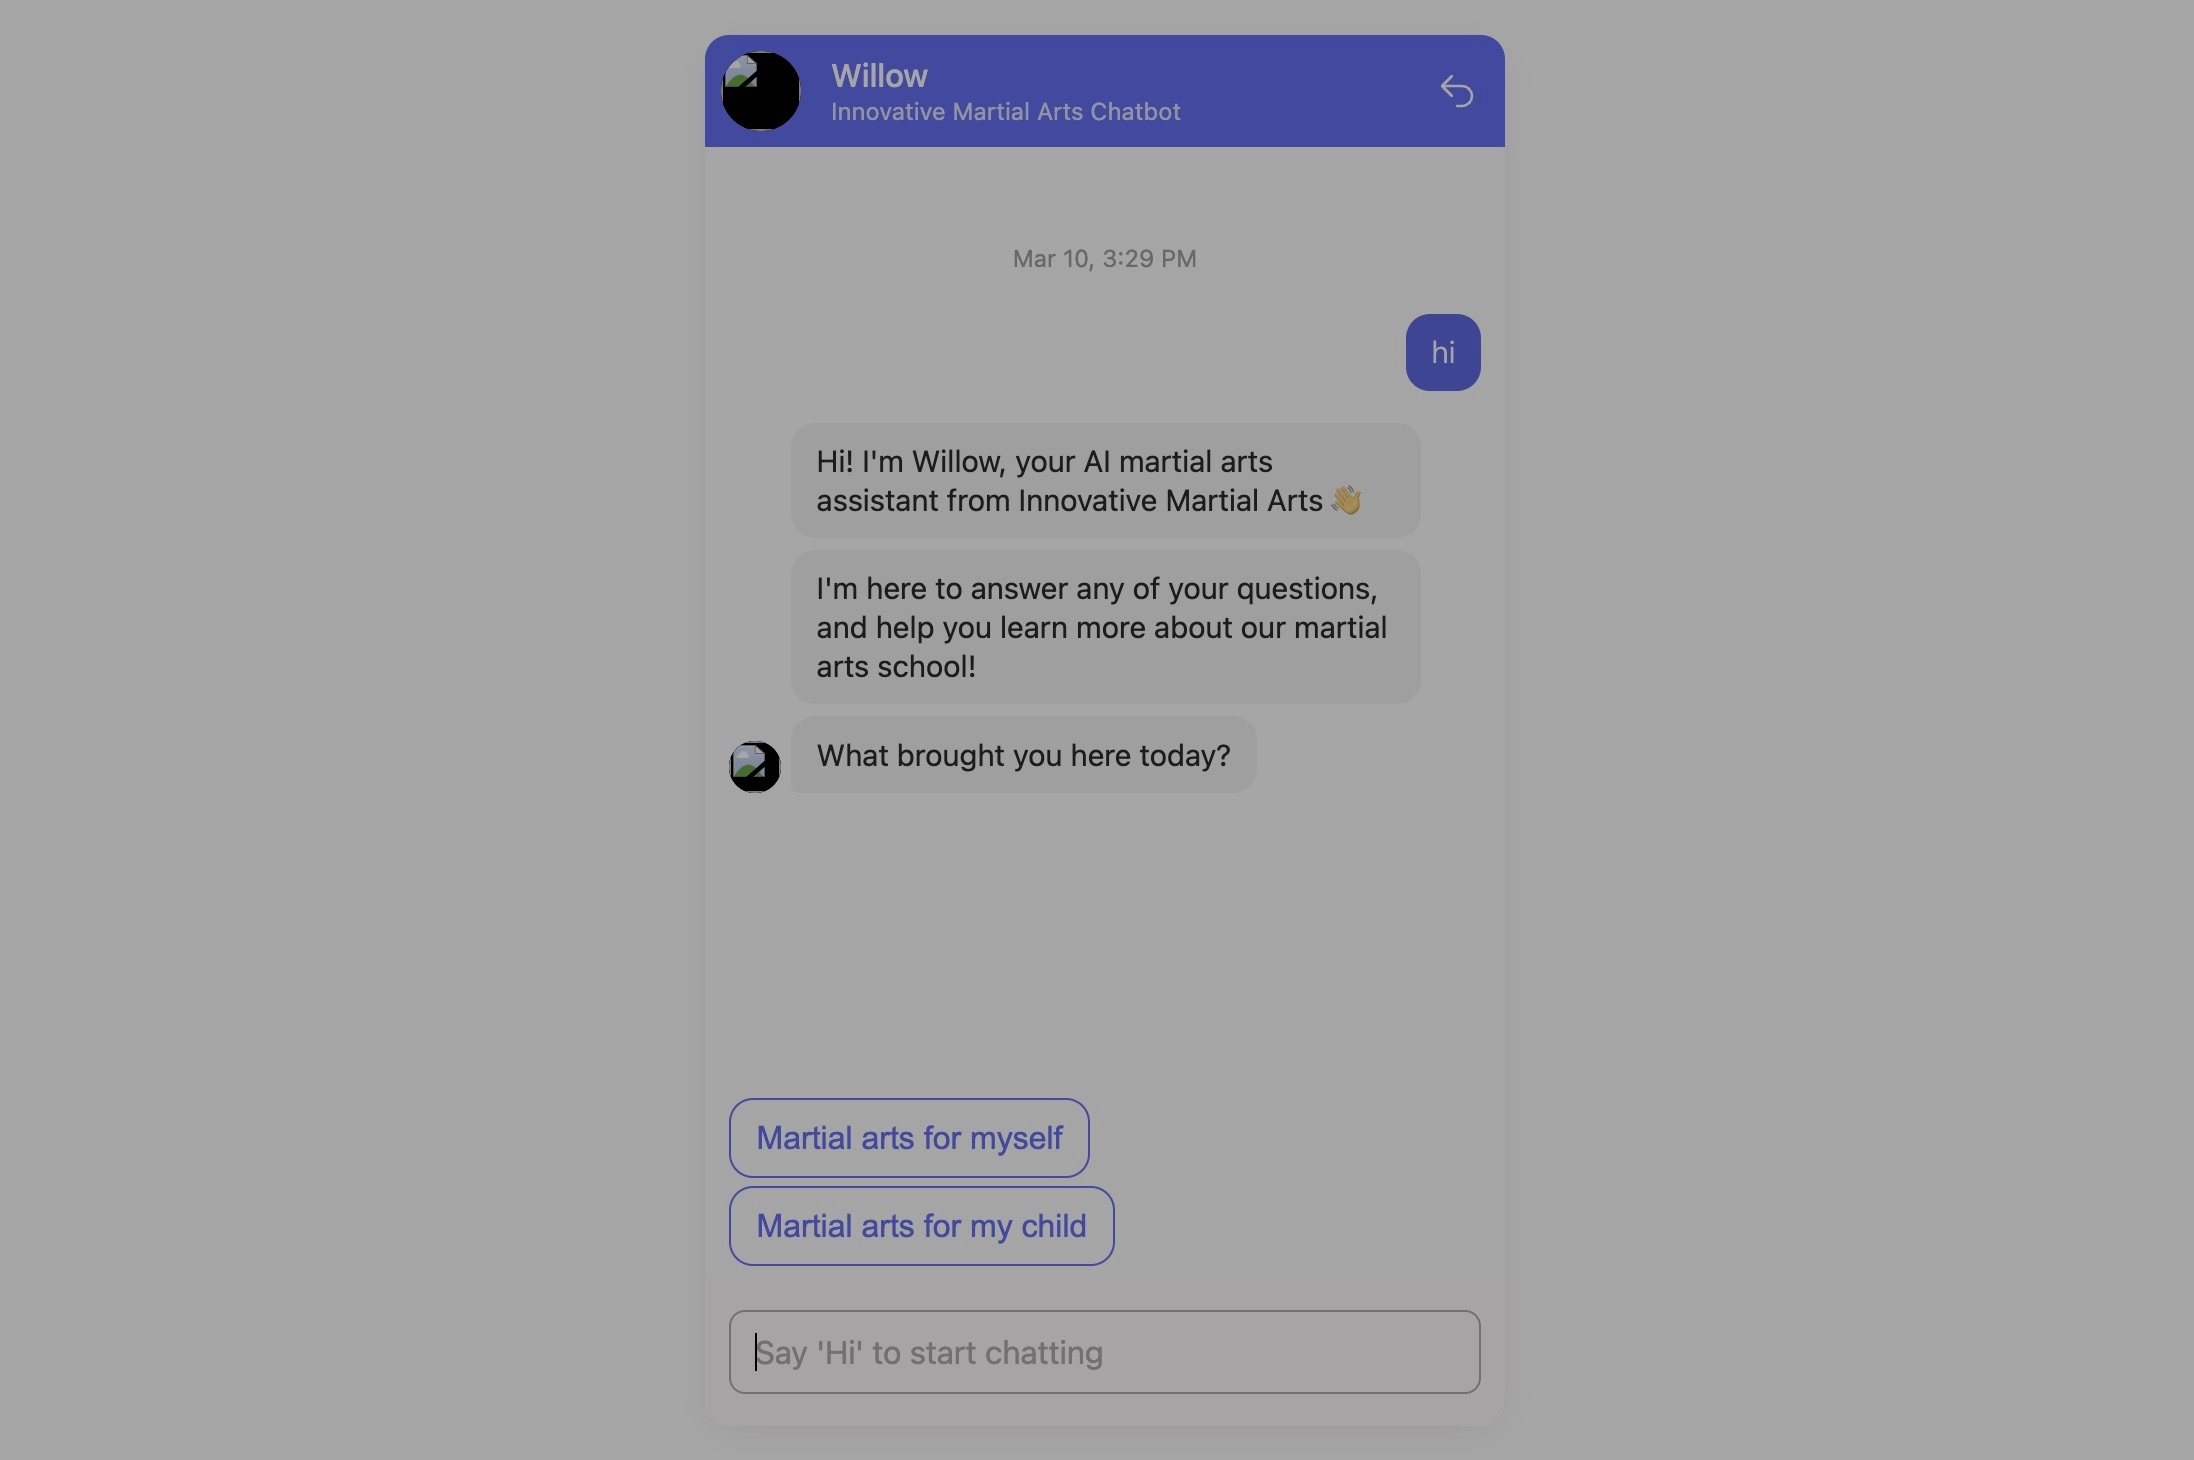 Willow
Innovative Martial Arts Chatbot
Mar 10, 3:29 PM
hi
Hi! I'm Willow, your AI martial arts
assistant from Innovative Martial Arts 👋
I'm here to answer any of your questions,
and help you learn more about our martial
arts school!
What brought you here today?
Martial arts for myself
Martial arts for my child
Say 'Hi' to start chatting